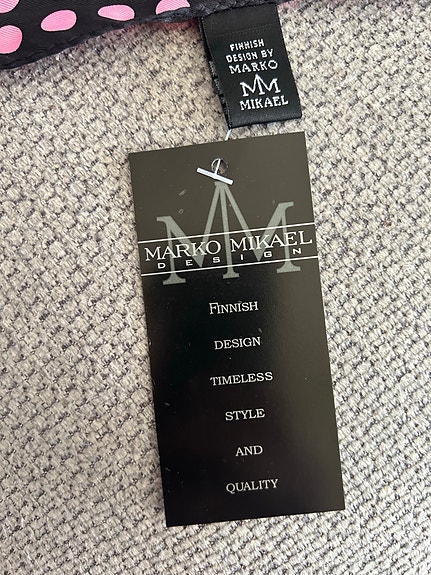 FINNISH
DESIGN BY
MARKO
MM
MIKAEL
MM
MARKO MIKAEL
DESIGN
FINNISH
DESIGN
TIMELESS
STYLE
AND
QUALITY